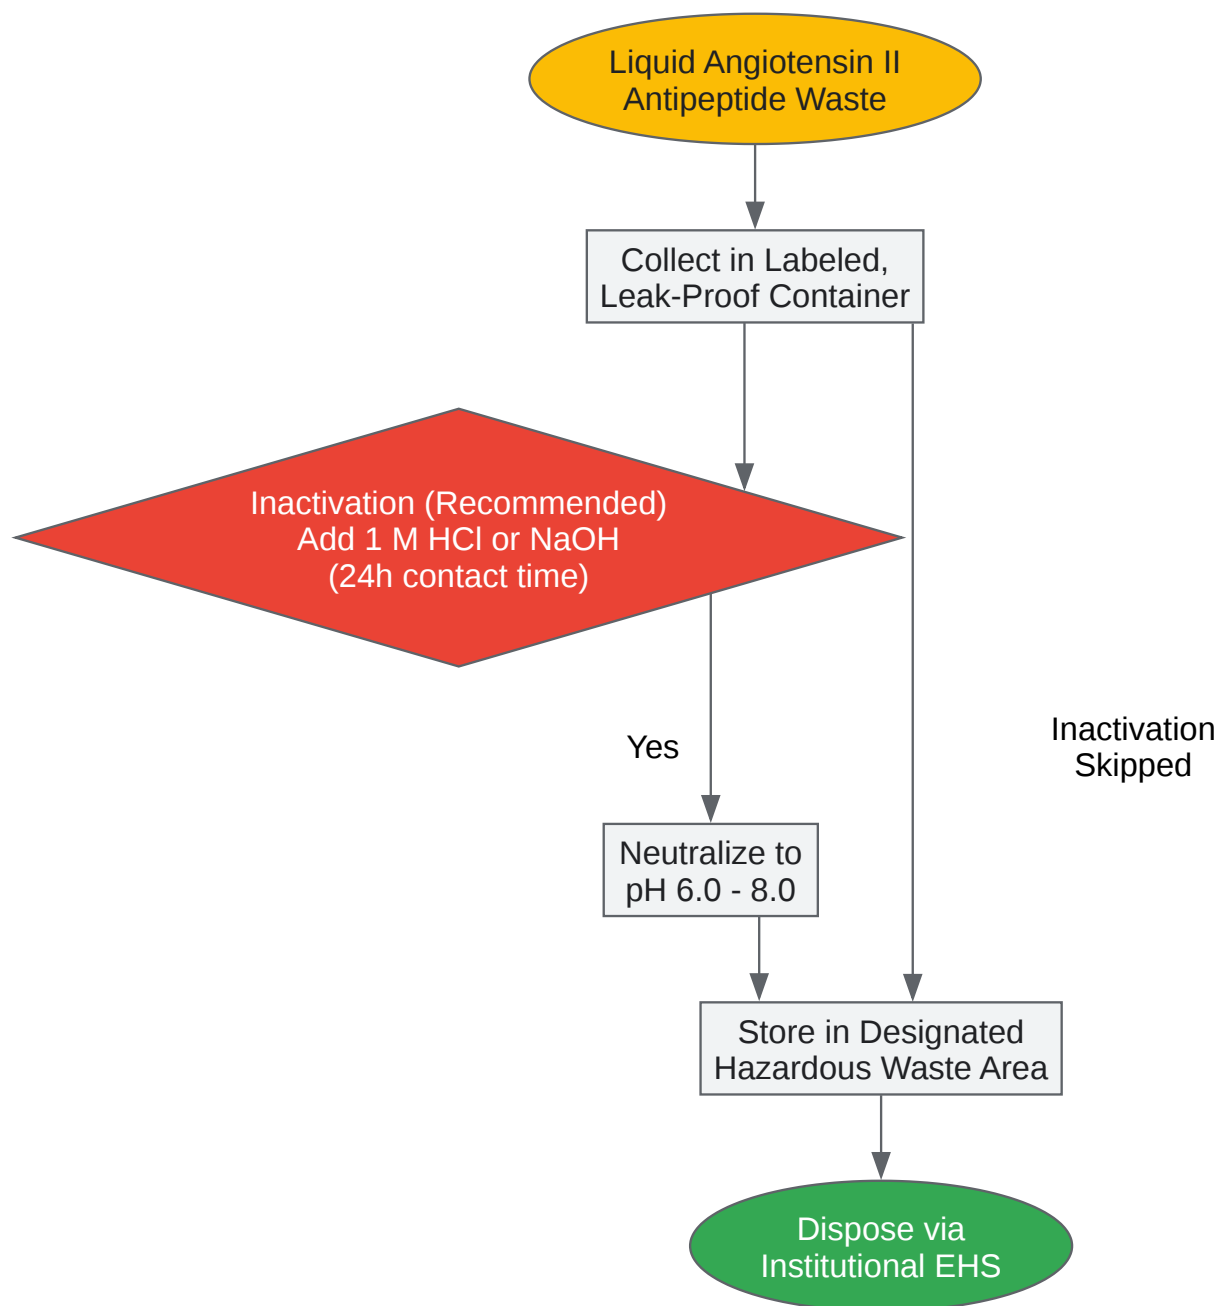 Liquid Angiotensin II
Antipeptide Waste
Collect in Labeled,
Leak-Proof Container
Inactivation (Recommended)
Add 1 M HCl or NaOH
(24h contact time)
Yes
Inactivation
Skipped
Neutralize to
pH 6.0 - 8.0
Store in Designated
Hazardous Waste Area
Dispose via
Institutional EHS